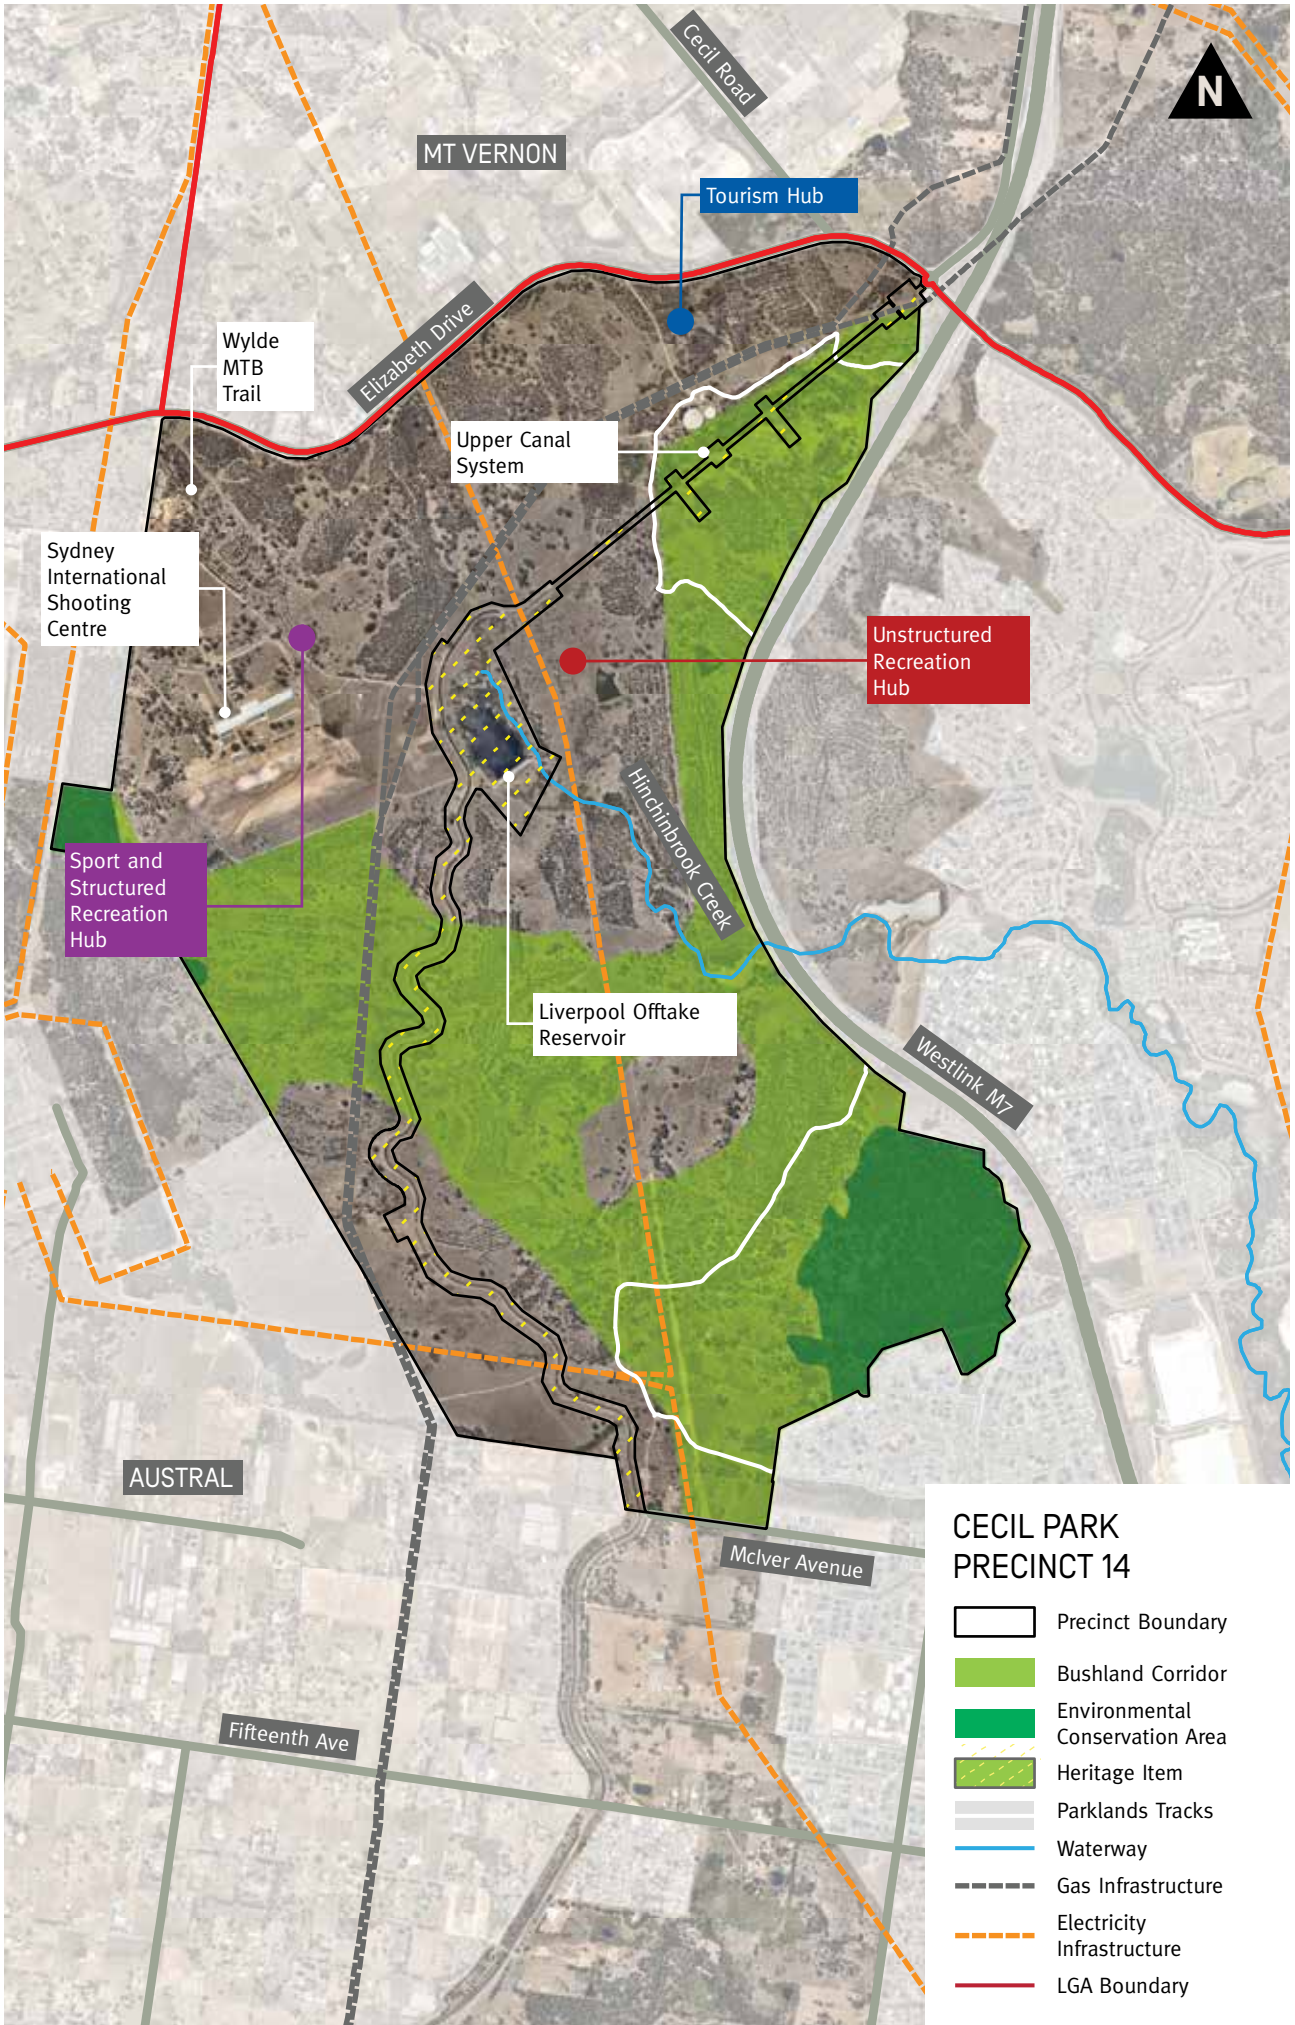 Cecil Road
N
MT VERNON
Tourism Hub
Elizabeth Drive
Wylde
MTB
Trail
Upper Canal
System
Sydney
International
Shooting
Centre
Unstructured
Recreation
Hub
Hinchinbrook Creek
Sport and
Structured
Recreation
Hub
Liverpool Offtake
Reservoir
Westlink M7
AUSTRAL
McIver Avenue
Fifteenth Ave
CECIL PARK
PRECINCT 14
Precinct Boundary
Bushland Corridor
Environmental
Conservation Area
Heritage Item
Parklands Tracks
Waterway
Gas Infrastructure
Electricity
Infrastructure
LGA Boundary